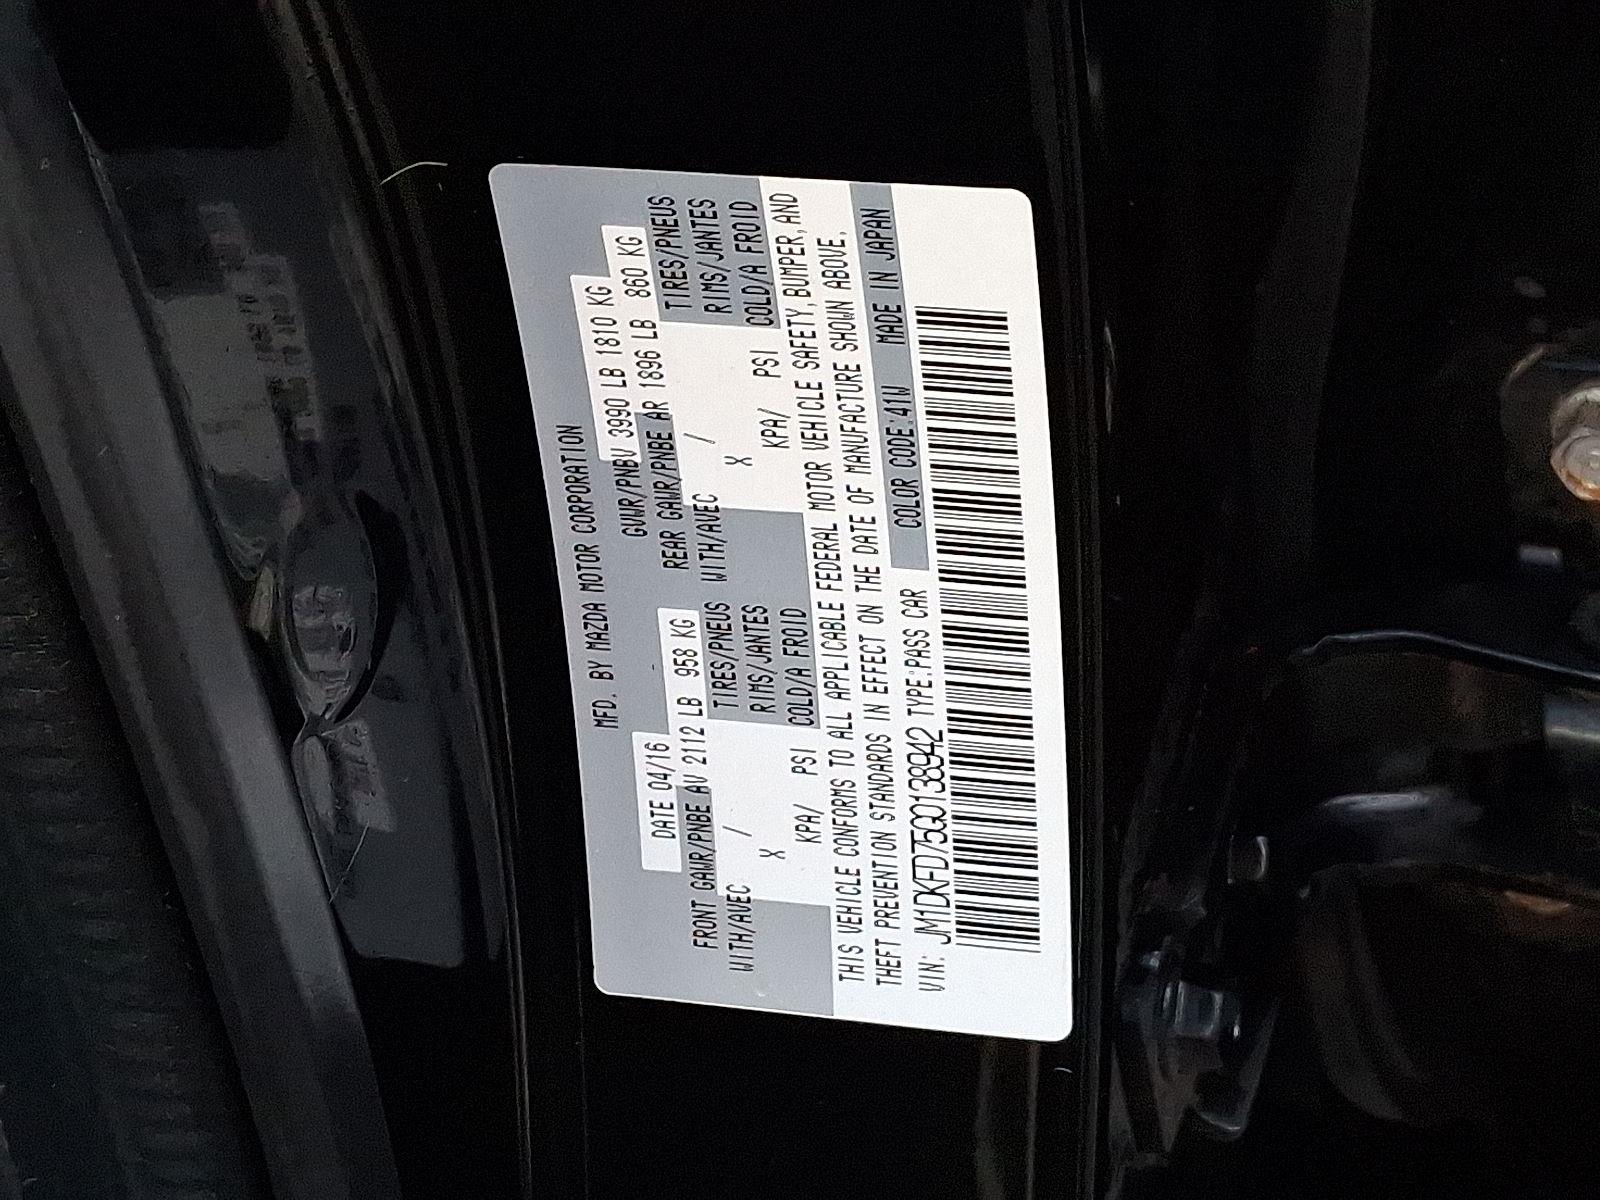 MFD. BY MAZDA MOTOR CORPORATION
DATE 04/16 GVWR/PNBV 3990 LB 1810 KG
FRONT GAWR/PNBE AV 2112 LB 958 KG REAR GAWR/PNBE AR 1896 LB 860 KG
WITH/AVEC / TIRES/PNEUS WITH/AVEC / TIRES/PNEUS
X RIMS/JANTES X RIMS/JANTES
KPA/ PSI COLD/A FROID KPA/ PSI COLD/A FROID
THIS VEHICLE CONFORMS TO ALL APPLICABLE FEDERAL MOTOR VEHICLE SAFETY, BUMPER, AND
THEFT PREVENTION STANDARDS IN EFFECT ON THE DATE OF MANUFACTURE SHOWN ABOVE.
VIN: JM1DKFD75G0138942 TYPE:PASS CAR COLOR CODE:41W MADE IN JAPAN